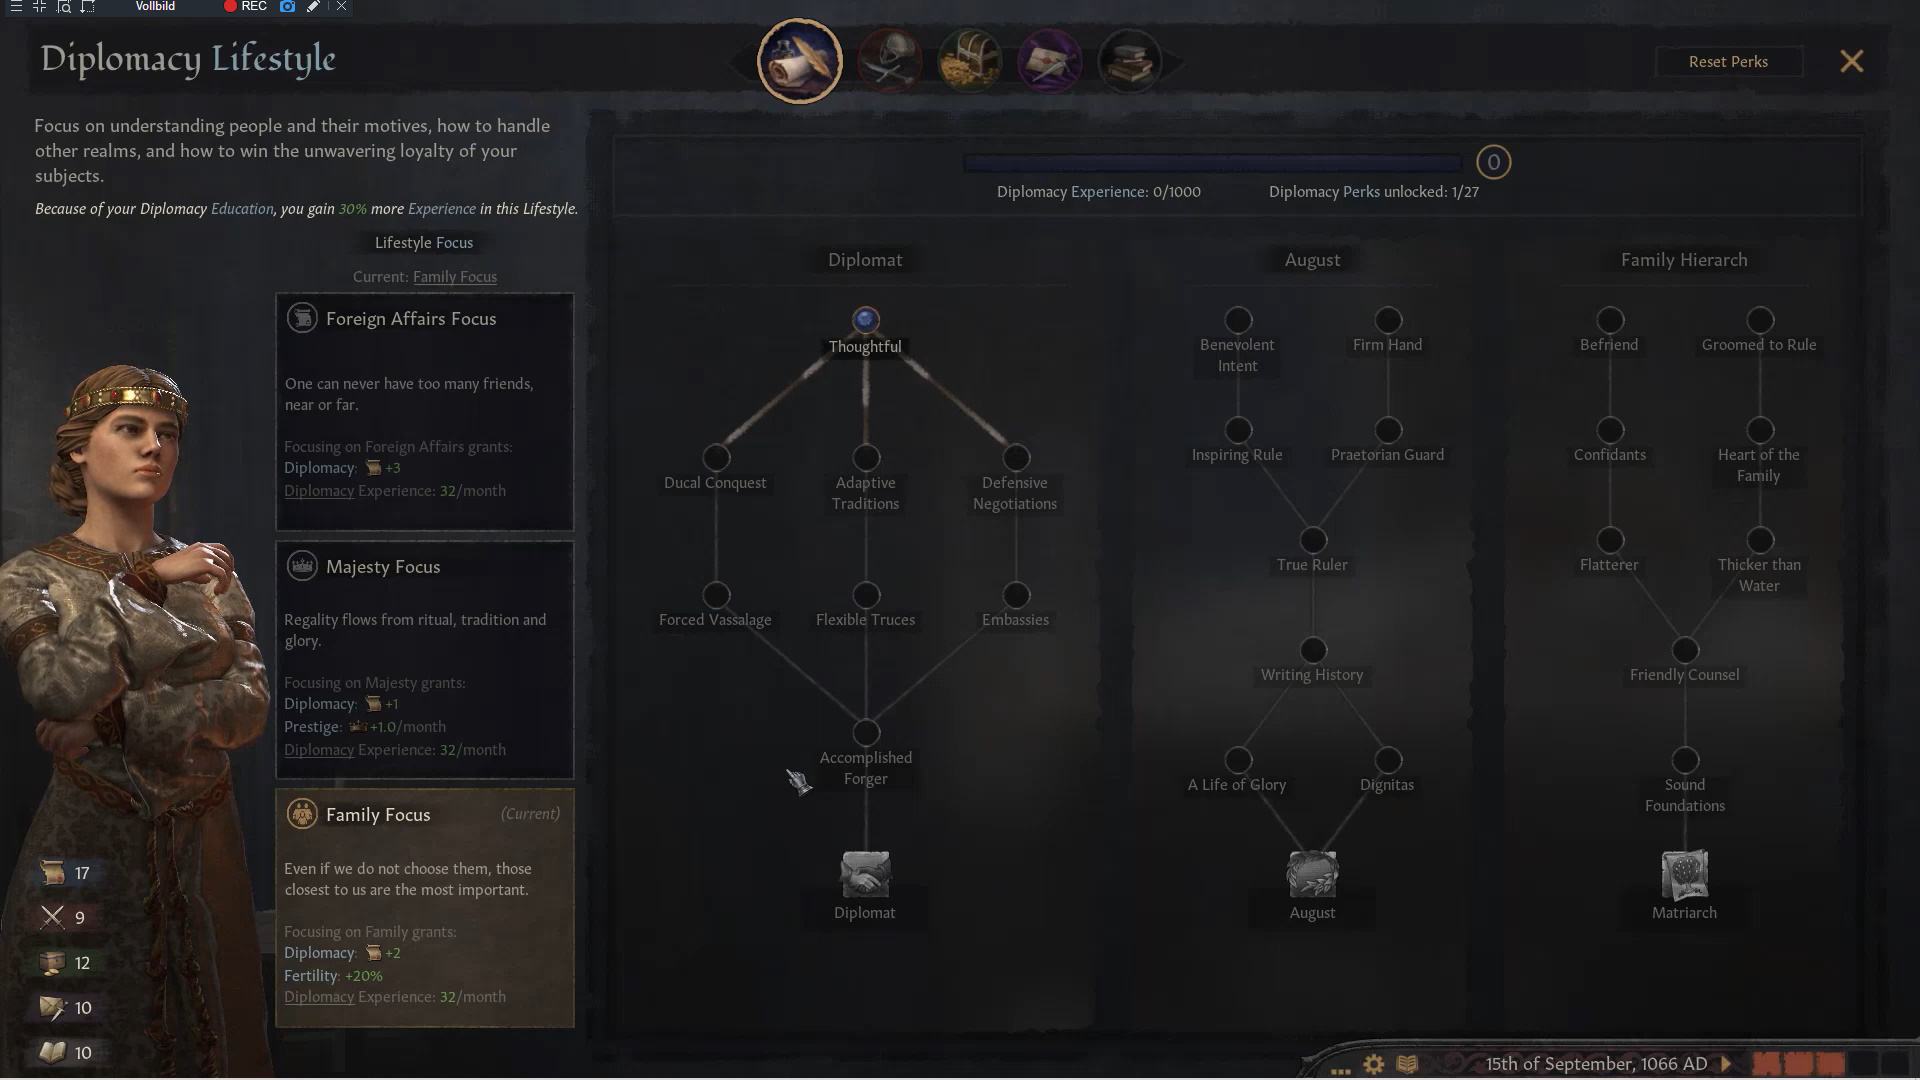 Vollbild
REC
Diplomacy Lifestyle
Reset Perks
Focus on understanding people and their motives, how to handle
other realms, and how to win the unwavering loyalty of your
subjects.
Because of your Diplomacy Education, you gain 30% more Experience in this Lifestyle.
Lifestyle Focus
Current: Family Focus
Foreign Affairs Focus
One can never have too many friends,
near or far.
Focusing on Foreign Affairs grants:
Diplomacy: +3
Diplomacy Experience: 32/month
Majesty Focus
Regality flows from ritual, tradition and
glory.
Focusing on Majesty grants:
Diplomacy: +1
Prestige: +1.0/month
Diplomacy Experience: 32/month
Family Focus
(Current)
Even if we do not choose them, those
closest to us are the most important.
Focusing on Family grants:
Diplomacy: +2
Fertility: +20%
Diplomacy Experience: 32/month
17
9
12
10
10
0
Diplomacy Experience: 0/1000
Diplomacy Perks unlocked: 1/27
Diplomat
Thoughtful
Ducal Conquest
Adaptive
Traditions
Defensive
Negotiations
Forced Vassalage
Flexible Truces
Embassies
Accomplished
Forger
Diplomat
August
Benevolent
Intent
Firm Hand
Inspiring Rule
Praetorian Guard
True Ruler
Writing History
A Life of Glory
Dignitas
August
Family Hierarch
Befriend
Groomed to Rule
Confidants
Heart of the
Family
Flatterer
Thicker than
Water
Friendly Counsel
Sound
Foundations
Matriarch
15th of September, 1066 AD